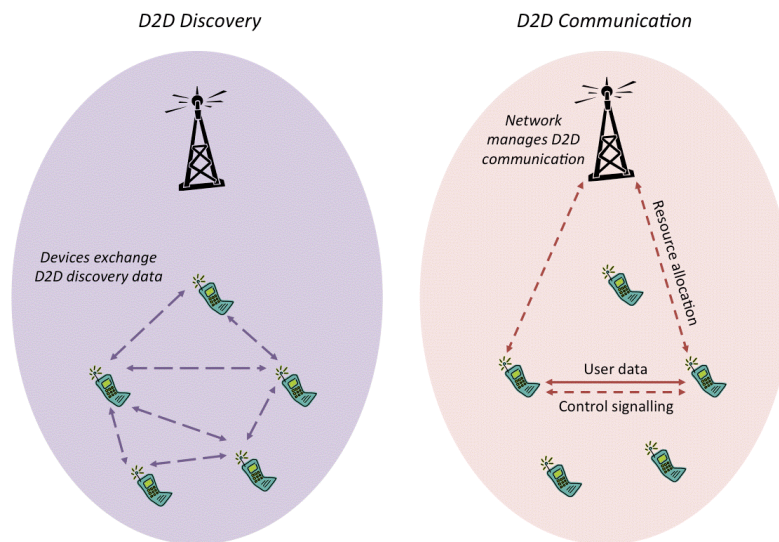 D2D Discovery
D2D Communication
Network
manages D2D
communication
Resource allocation
Devices exchange
D2D discovery data
User data
Control signalling